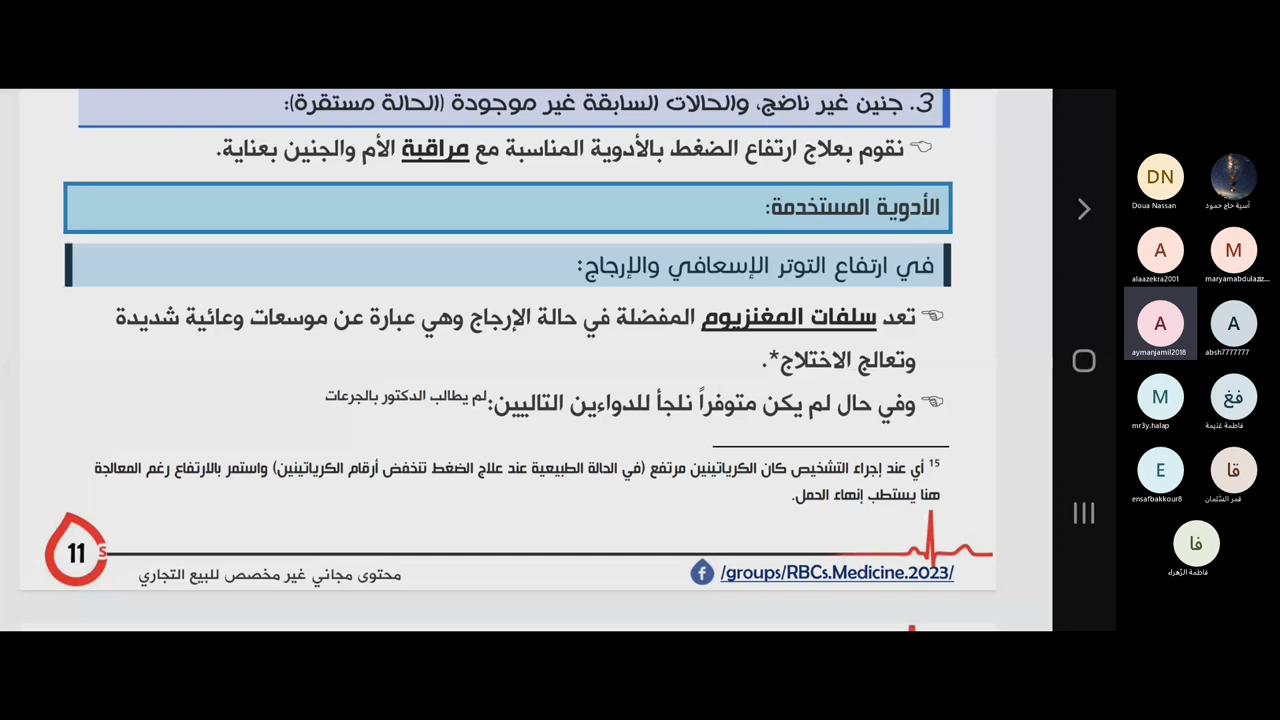 3. جنين غير ناضج، والحالات السابقة غير موجودة (الحالة مستقرة):
نقوم بعلاج ارتفاع الضغط بالأدوية المناسبة مع مراقبة الأم والجنين بعناية.
الأدوية المستخدمة:
في ارتفاع التوتر الإسعافي والإرجاج:
تعد سلفات المغنزيوم المفضلة في حالة الإرجاج وهي عبارة عن موسعات وعائية شديدة
وتعالج الاختلاج*.
وفي حال لم يكن متوفراً نلجأ للدواءين التاليين: لم يطالب الدكتور بالجرعات
15 أي عند إجراء التشخيص كان الكرياتينين مرتفع (في الحالة الطبيعية عند علاج الضغط تنخفض أرقام الكرياتينين) واستمر بالارتفاع رغم المعالجة
هنا يستطب إنهاء الحمل.
11
S
محتوى مجاني غير مخصص للبيع التجاري
/groups/RBCs.Medicine.2023/
DN
Doua Nassan
آسية حاج حمود
A
alaazekra2001
M
maryamabdulaziz...
A
aymanjamil2018
A
absh7777777
M
mr3y.halap
فغ
فاطمة غنيمة
E
ensafbakkour8
قا
قمر السلمان
فا
فاطمة الزهراء